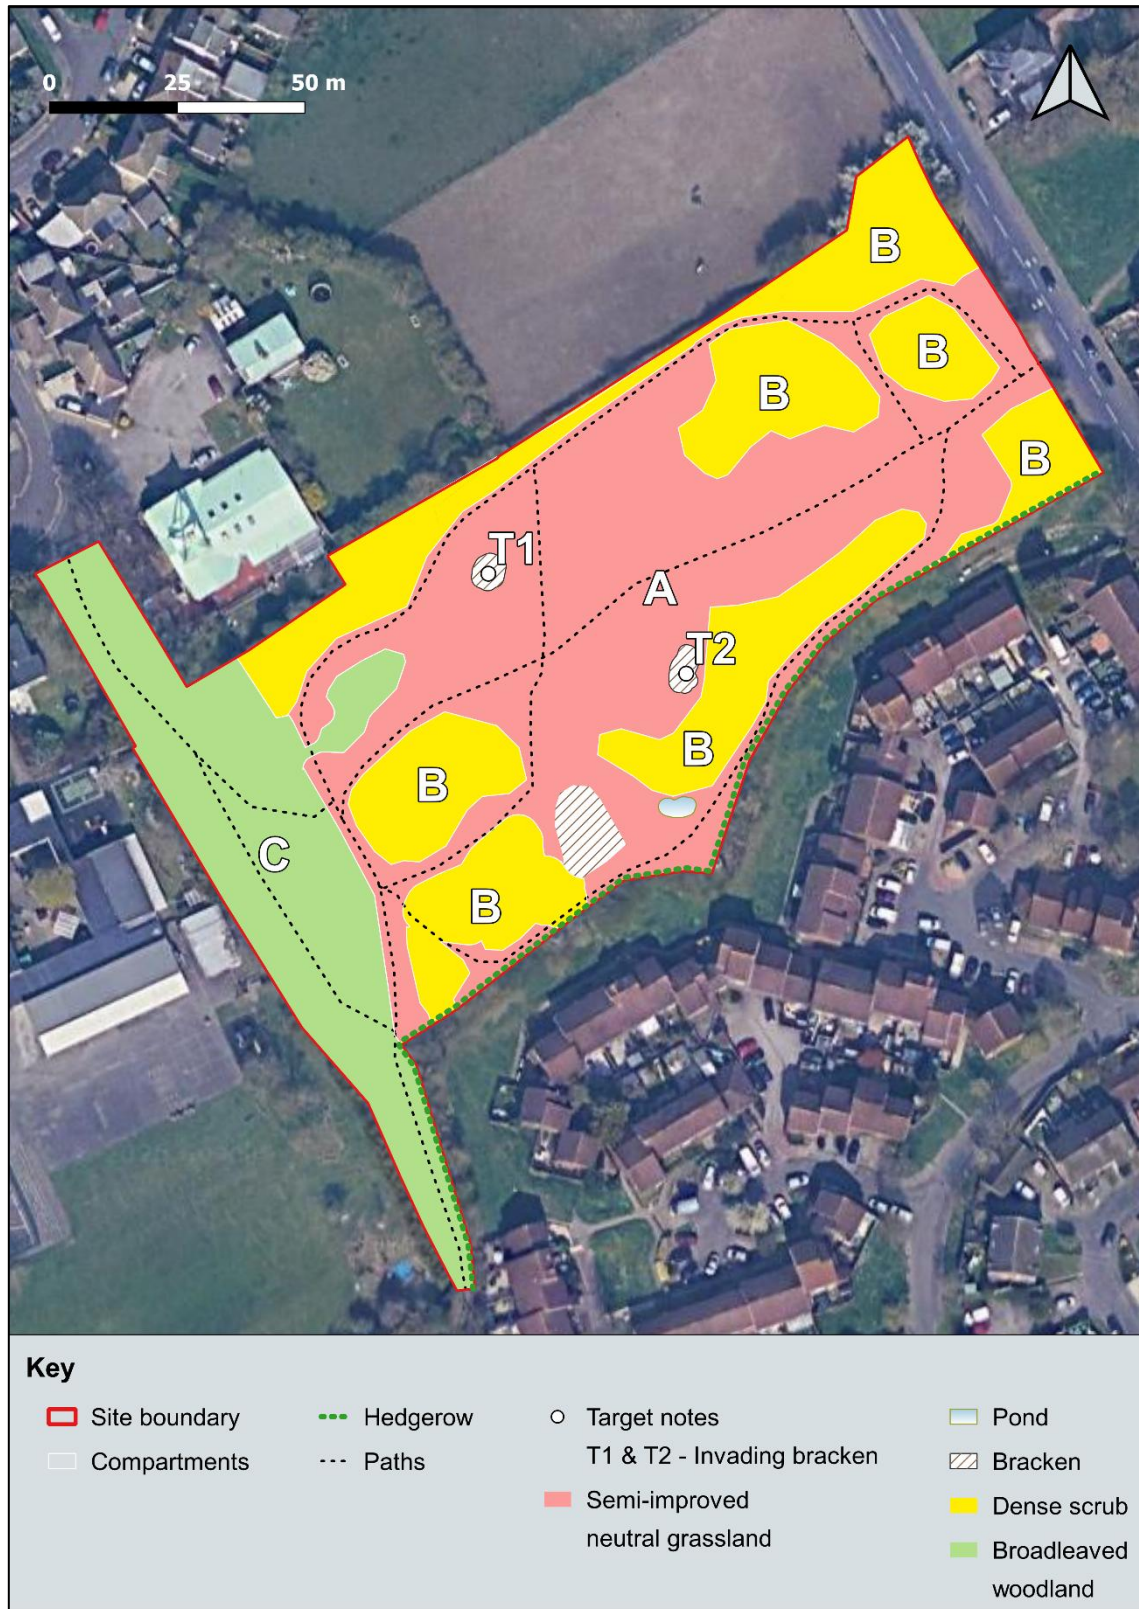 0 25 50 m
B
B
B
B
T1
A
T2
B
B
C
B
Key
Site boundary
Compartments
Hedgerow
Paths
Target notes
T1 & T2 - Invading bracken
Semi-improved
neutral grassland
Pond
Bracken
Dense scrub
Broadleaved
woodland